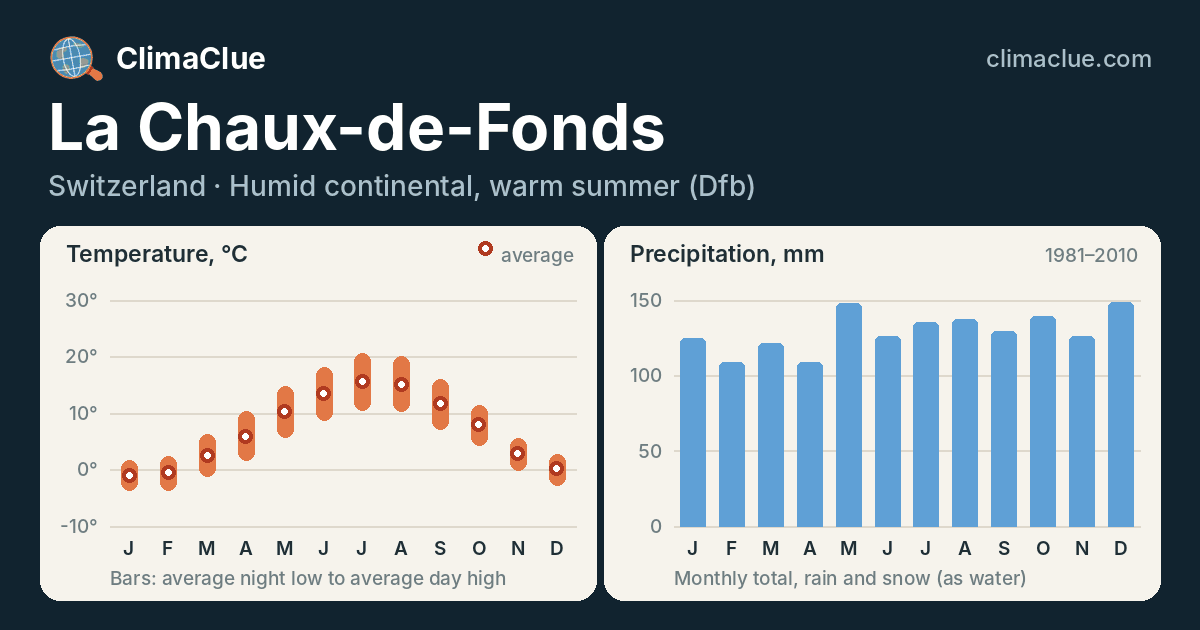 ClimaClue
climaclue.com
La Chaux-de-Fonds
Switzerland · Humid continental, warm summer (Dfb)
Temperature, °C
average
30°
20°
10°
0°
-10°
J F M A M J J A S O N D
Bars: average night low to average day high
Precipitation, mm
1981–2010
150
100
50
0
J F M A M J J A S O N D
Monthly total, rain and snow (as water)